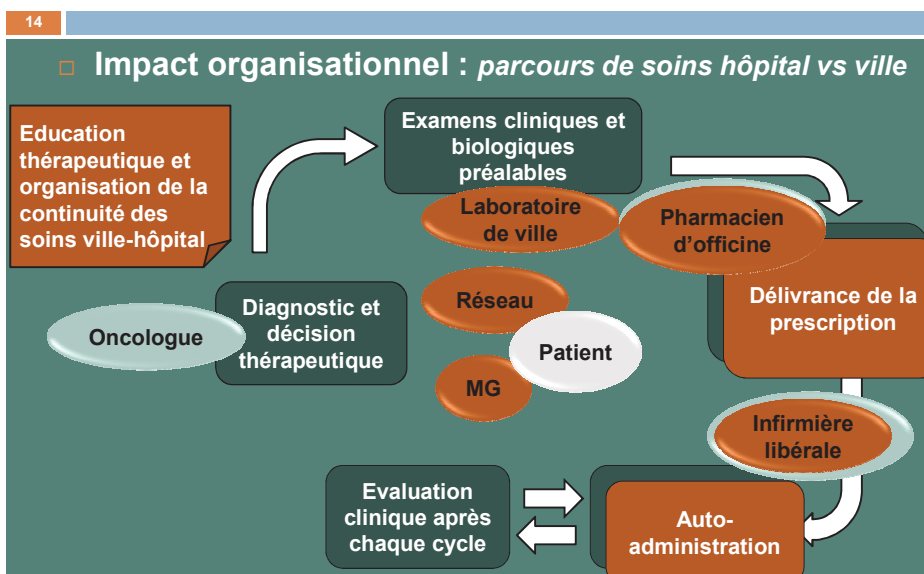 14
Impact organisationnel : parcours de soins hôpital vs ville
Education
thérapeutique et
organisation de la
continuité des
soins ville-hôpital
Examens cliniques et
biologiques
préalables
Laboratoire
de ville
Pharmacien
d’officine
Délivrance de la
prescription
Oncologue
Diagnostic et
décision
thérapeutique
Réseau
Patient
MG
Infirmière
libérale
Evaluation
clinique après
chaque cycle
Auto-
administration